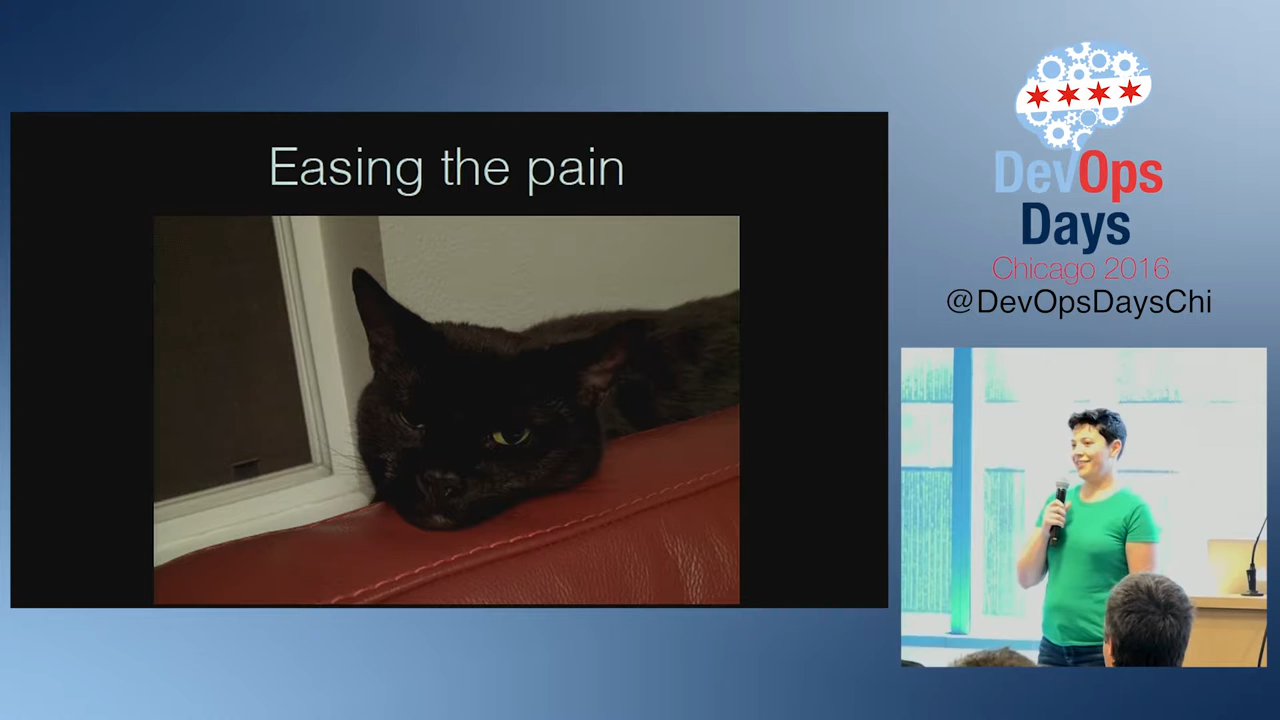 Easing the pain
DevOps
Days
Chicago 2016
@DevOpsDaysChi